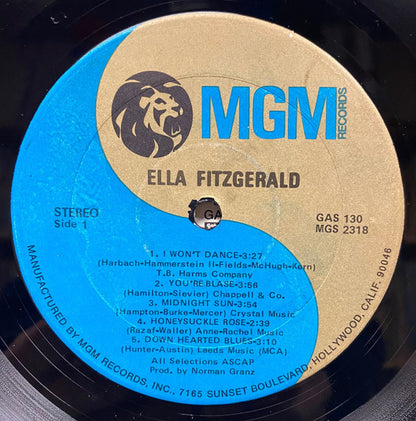 MGM
RECORDS
ELLA FITZGERALD
STEREO
Side 1
GA
GAS 130
MGS 2318
1. I WON'T DANCE-3:27
(Harbach-Hammerstein II-Fields-McHugh-Kern)
T.B. Harms Company
2. YOU'RE BLASE-3:56
(Hamilton-Sievier) Chappell & Co.
3. MIDNIGHT SUN-3:54
(Hampton-Burke-Mercer) Crystal Music
4. HONEYSUCKLE ROSE-2:39
(Razaf-Waller) Anne-Rachel Music
5. DOWN HEARTED BLUES-3:10
(Hunter-Austin) Leeds Music (MCA)
All Selections ASCAP
Prod. by Norman Granz
MANUFACTURED BY MGM RECORDS, INC., 7165 SUNSET BOULEVARD, HOLLYWOOD, CALIF. 90046